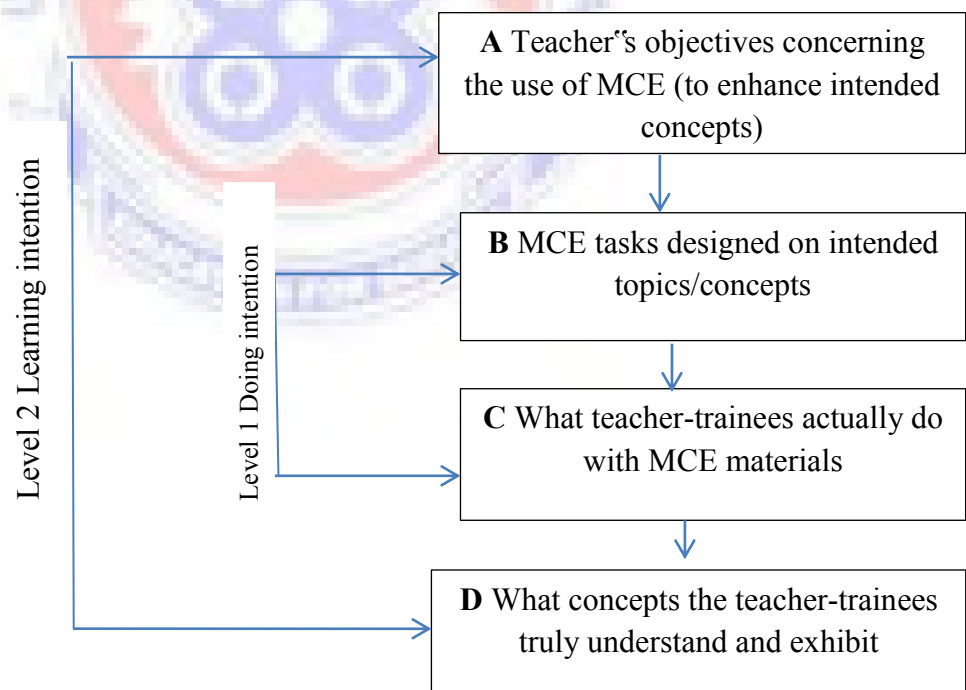 A Teacher‟s objectives concerning
the use of MCE (to enhance intended
concepts)
B MCE tasks designed on intended
topics/concepts
C What teacher-trainees actually do
with MCE materials
D What concepts the teacher-trainees
truly understand and exhibit
Level 2 Learning intention
Level 1 Doing intention